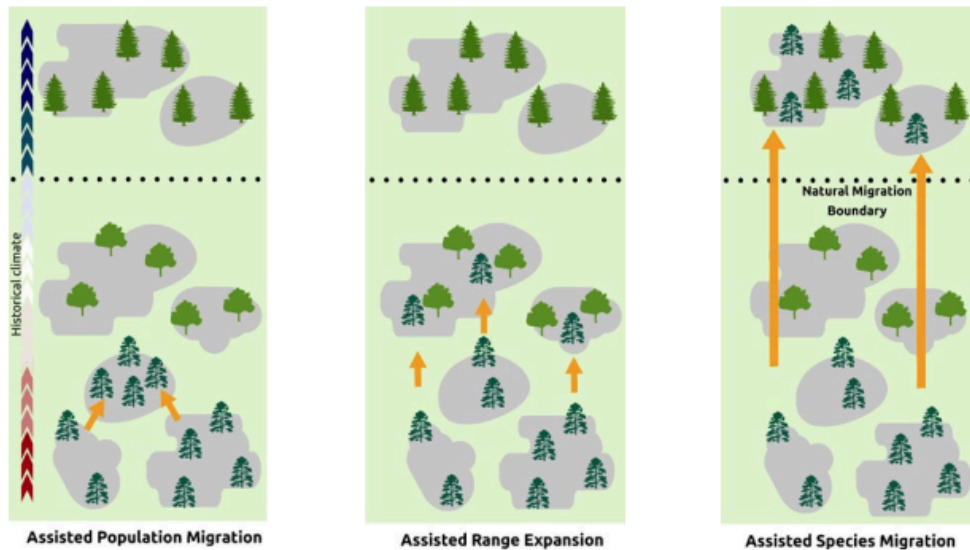 Historical climate
Natural Migration
Boundary
Assisted Population Migration
Assisted Range Expansion
Assisted Species Migration